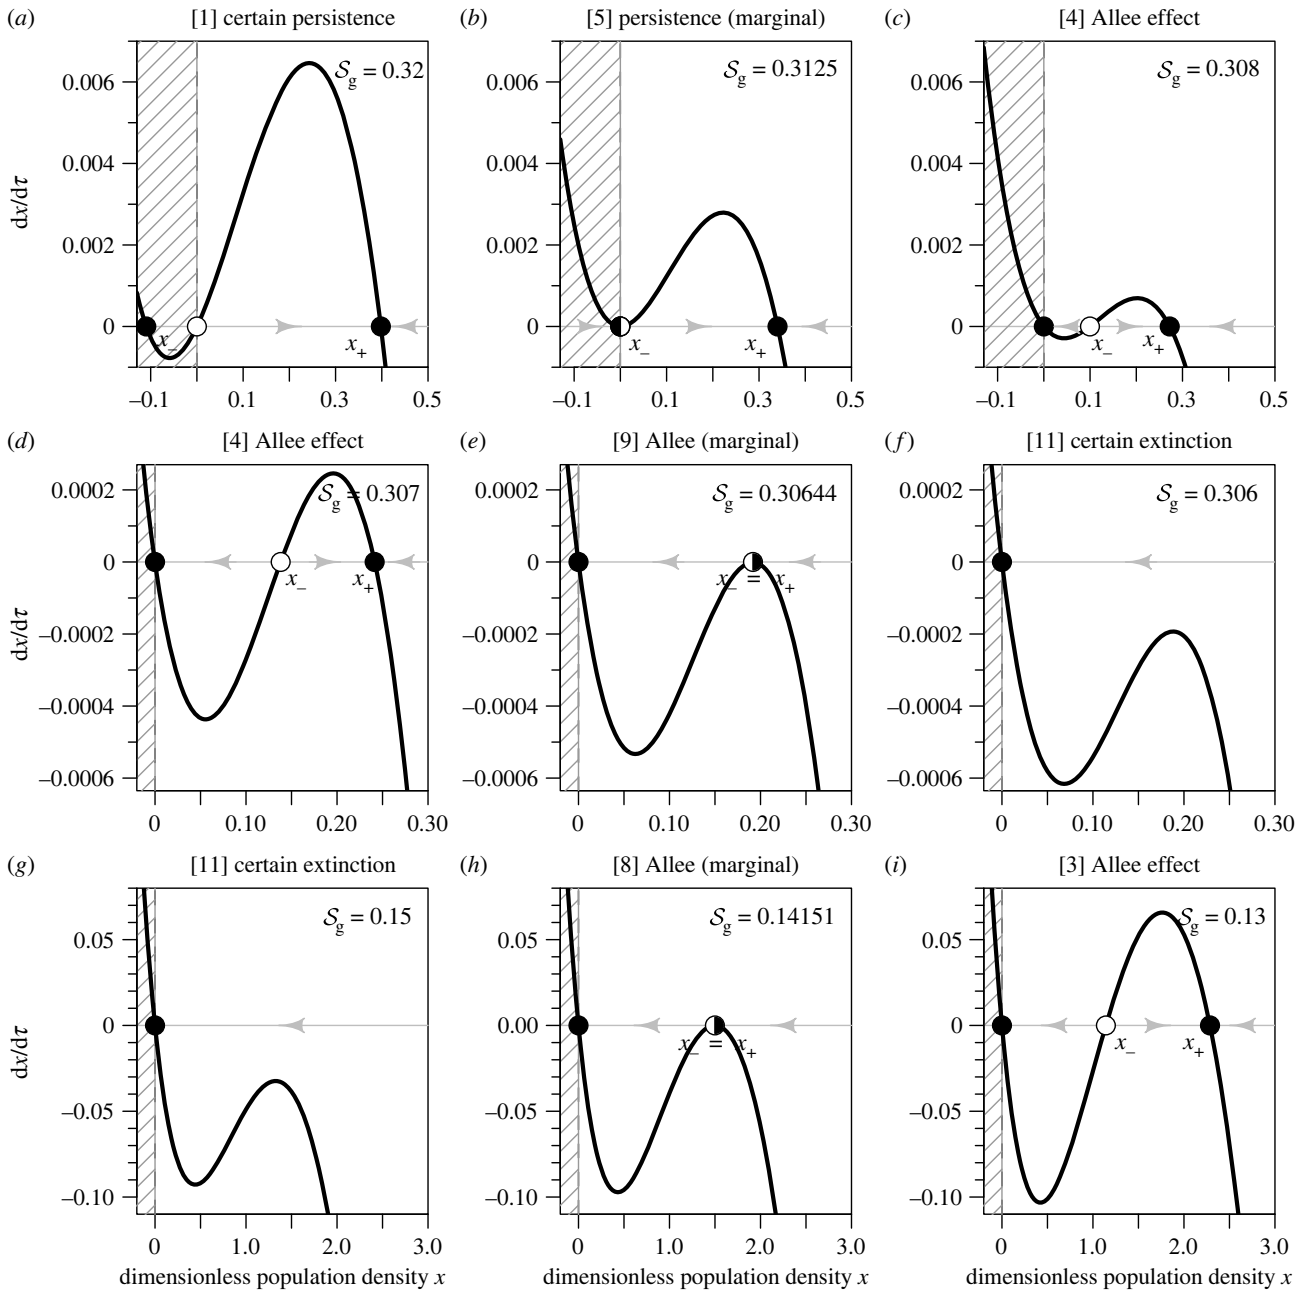 (a) [1] certain persistence
(b) [5] persistence (marginal)
(c) [4] Allee effect
dx/dτ
0.006
0.004
0.002
0
𝒮g = 0.32
x–
x+
–0.1 0.1 0.3 0.5
0.006
0.004
0.002
0
𝒮g = 0.3125
x–
x+
–0.1 0.1 0.3 0.5
0.006
0.004
0.002
0
𝒮g = 0.308
x–
x+
–0.1 0.1 0.3 0.5
(d) [4] Allee effect
(e) [9] Allee (marginal)
(f) [11] certain extinction
dx/dτ
0.0002
0
–0.0002
–0.0004
–0.0006
𝒮g = 0.307
x–
x+
0 0.10 0.20 0.30
0.0002
0
–0.0002
–0.0004
–0.0006
𝒮g = 0.30644
x– = x+
0 0.10 0.20 0.30
0.0002
0
–0.0002
–0.0004
–0.0006
𝒮g = 0.306
0 0.10 0.20 0.30
(g) [11] certain extinction
(h) [8] Allee (marginal)
(i) [3] Allee effect
dx/dτ
0.05
0
–0.05
–0.10
𝒮g = 0.15
0 1.0 2.0 3.0
dimensionless population density x
0.05
0.00
–0.05
–0.10
𝒮g = 0.14151
x– = x+
0 1.0 2.0 3.0
dimensionless population density x
0.05
0
–0.05
–0.10
𝒮g = 0.13
x–
x+
0 1.0 2.0 3.0
dimensionless population density x